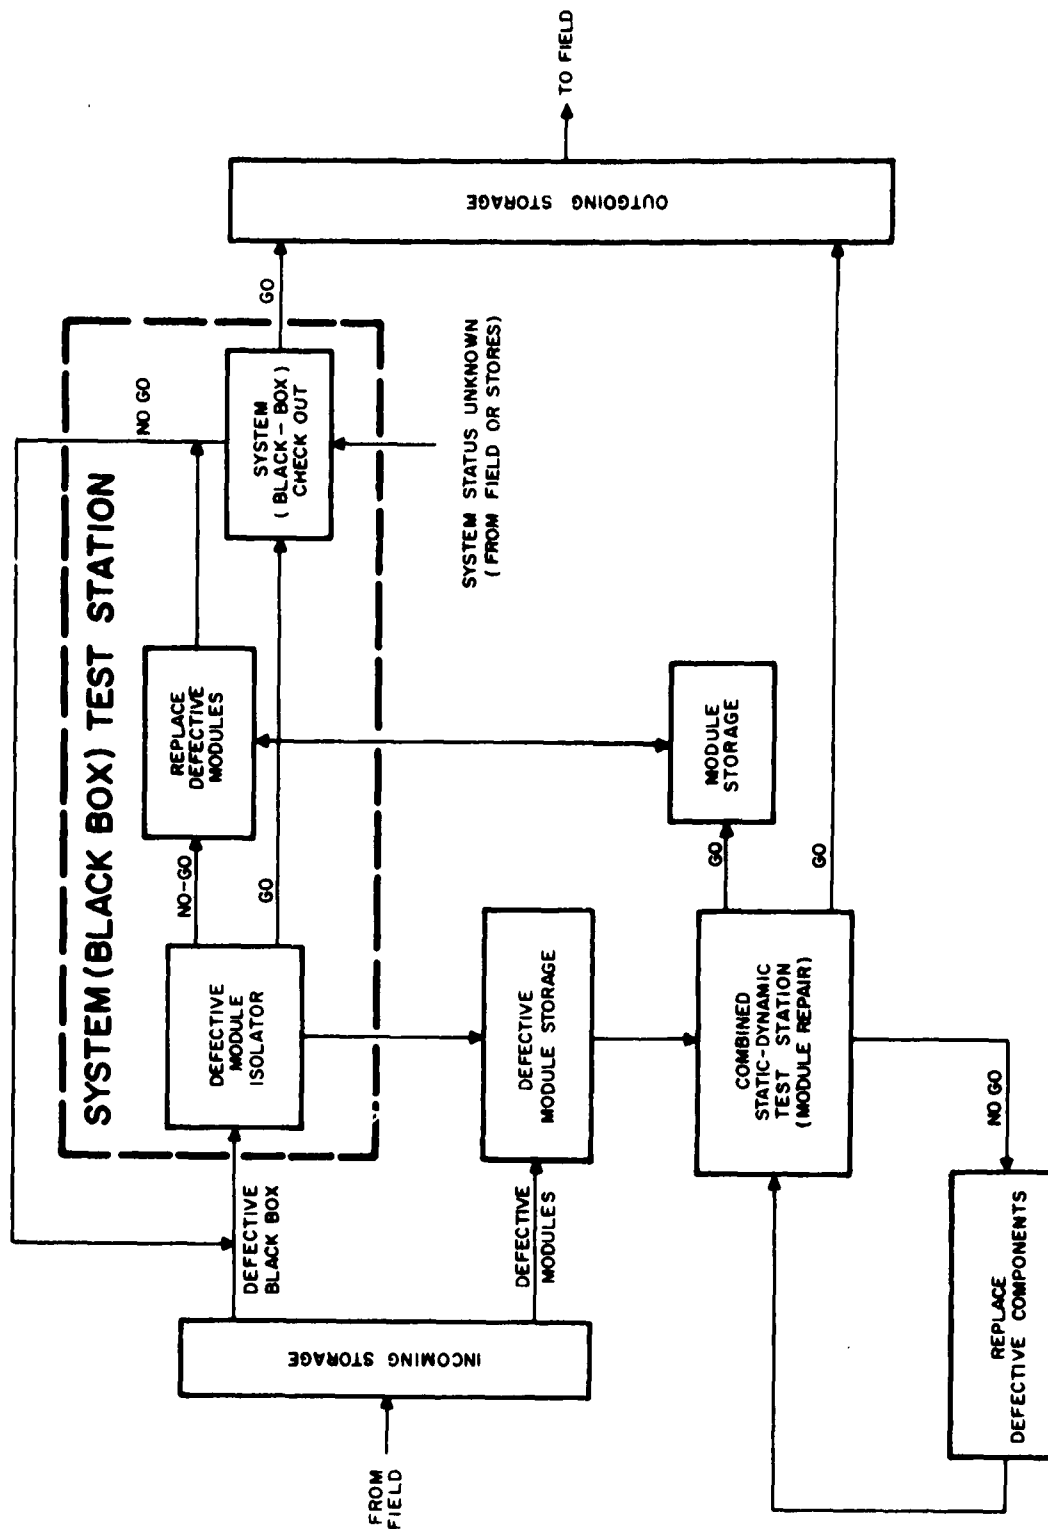 SYSTEM (BLACK BOX) TEST STATION
FROM
FIELD
INCOMING STORAGE
DEFECTIVE
BLACK BOX
DEFECTIVE
MODULES
DEFECTIVE
MODULE
ISOLATOR
NO-GO
GO
REPLACE
DEFECTIVE
MODULES
NO GO
SYSTEM
(BLACK-BOX)
CHECK OUT
GO
SYSTEM STATUS UNKNOWN
(FROM FIELD OR STORES)
OUTGOING STORAGE
TO FIELD
DEFECTIVE
MODULE STORAGE
COMBINED
STATIC-DYNAMIC
TEST STATION
(MODULE REPAIR)
GO
MODULE
STORAGE
GO
NO GO
REPLACE
DEFECTIVE COMPONENTS